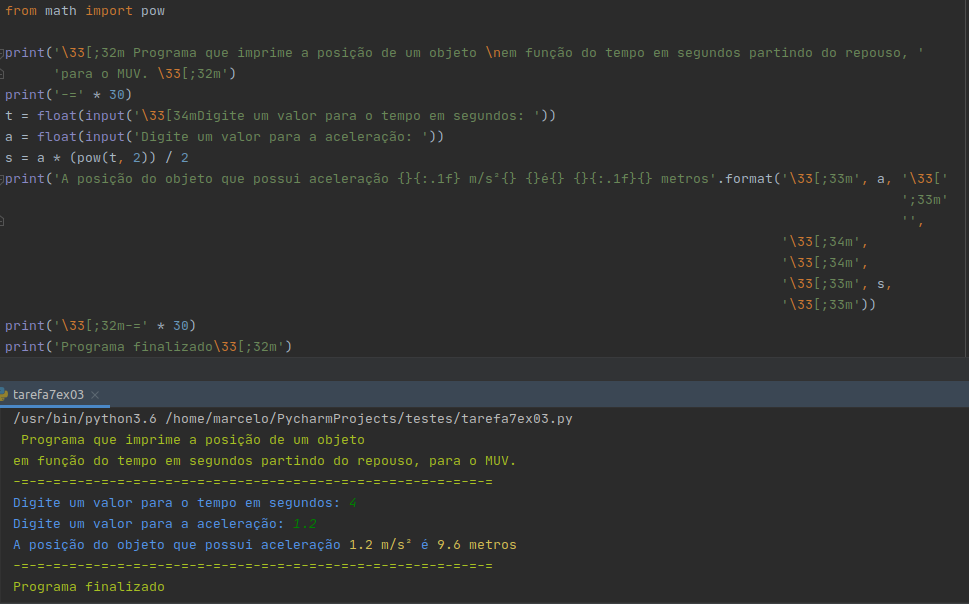 from math import pow
print('\33[;32m Programa que imprime a posição de um objeto \nem função do tempo em segundos partindo do repouso, '
'para o MUV. \33[;32m')
print('-=' * 30)
t = float(input('\33[34mDigite um valor para o tempo em segundos: '))
a = float(input('Digite um valor para a aceleração: '))
s = a * (pow(t, 2)) / 2
print('A posição do objeto que possui aceleração {}{:.1f} m/s²{} {}é{} {}{:.1f}{} metros'.format('\33[;33m', a, '\33['
';33m'
'',
'\33[;34m',
'\33[;34m',
'\33[;33m', s,
'\33[;33m'))
print('\33[;32m-=' * 30)
print('Programa finalizado\33[;32m')
tarefa7ex03 ×
/usr/bin/python3.6 /home/marcelo/PycharmProjects/testes/tarefa7ex03.py
Programa que imprime a posição de um objeto
em função do tempo em segundos partindo do repouso, para o MUV.
-=-=-=-=-=-=-=-=-=-=-=-=-=-=-=-=-=-=-=-=-=-=-=-=-=-=-=-=-=-=
Digite um valor para o tempo em segundos: 4
Digite um valor para a aceleração: 1.2
A posição do objeto que possui aceleração 1.2 m/s² é 9.6 metros
-=-=-=-=-=-=-=-=-=-=-=-=-=-=-=-=-=-=-=-=-=-=-=-=-=-=-=-=-=-=
Programa finalizado